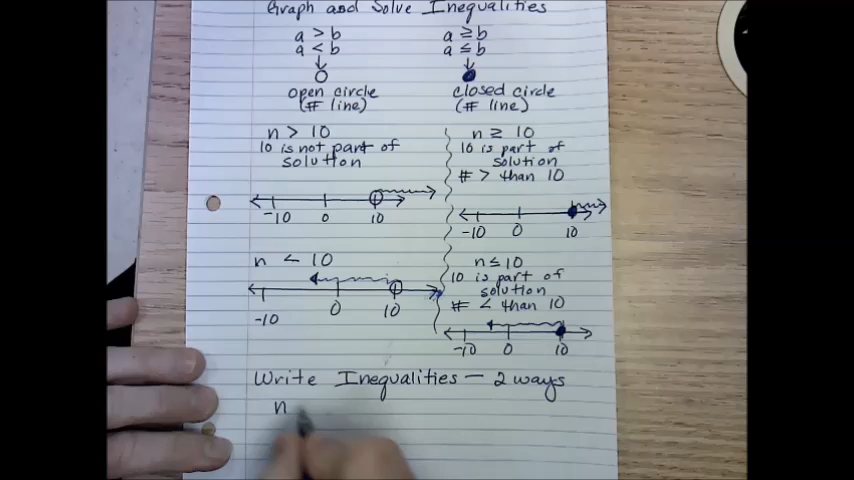 Graph and Solve Inequalities
a > b
a < b
open circle
(# line)
a ≥ b
a ≤ b
closed circle
(# line)
n > 10
10 is not part of
solution
-10 0 10
n ≥ 10
10 is part of
solution
# > than 10
-10 0 10
n < 10
-10 0 10
n ≤ 10
10 is part of
solution
# < than 10
-10 0 10
Write Inequalities — 2 ways
n